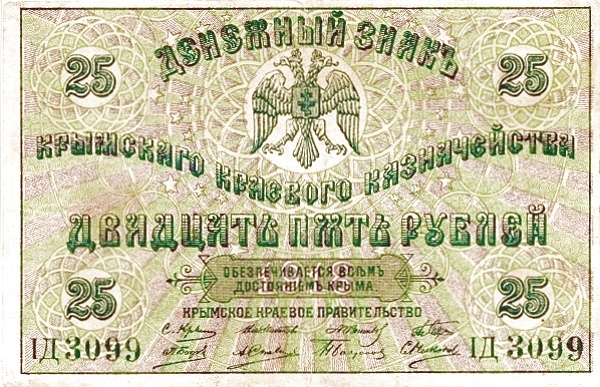 ДЕНЕЖНЫЙ ЗНАКЪ
25 25
КРЫМСКАГО КРАЕВОГО КАЗНАЧЕЙСТВА
ДВАДЦАТЬ ПЯТЬ РУБЛЕЙ
ОБЕЗПЕЧИВАЕТСЯ ВСѢМЪ
ДОСТОЯНІЕМЪ КРЫМА
25 25
КРЫМСКОЕ КРАЕВОЕ ПРАВИТЕЛЬСТВО
ІД 3099 ІД 3099